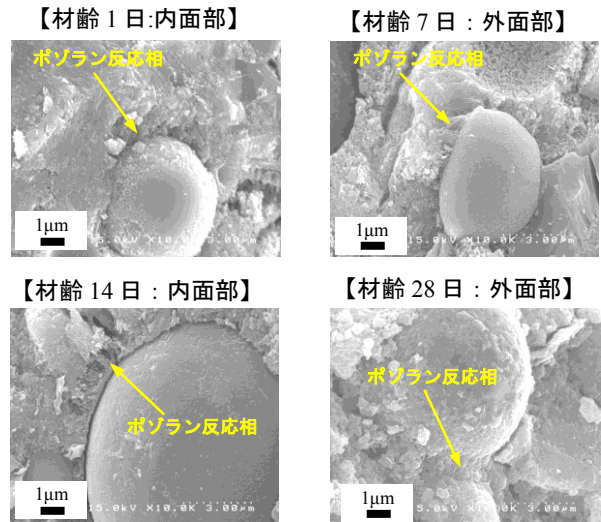 【材齢 1 日:内面部】
ポゾラン反応相
1μm
15.0kV X10.0K 3.00μm
【材齢 7 日：外面部】
ポゾラン反応相
1μm
15.0kV X10.0K 3.00μm
【材齢 14 日：内面部】
ポゾラン反応相
1μm
15.0kV X10.0K 3.00μm
【材齢 28 日：外面部】
ポゾラン反応相
1μm
15.0kV X10.0K 3.00μm